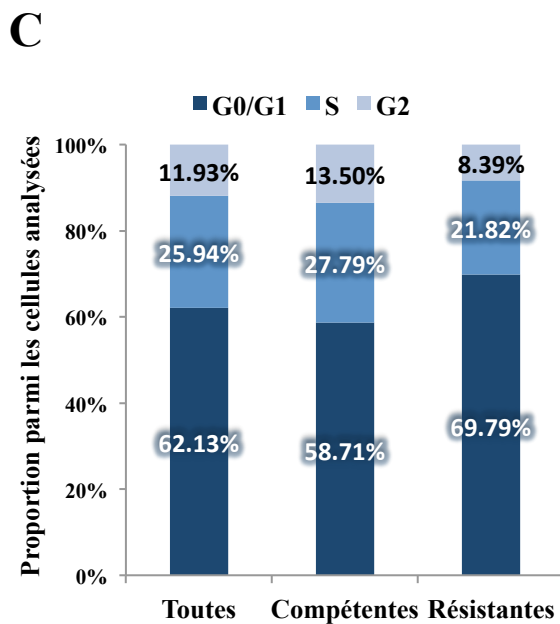 C
G0/G1 S G2
Proportion parmi les cellules analysées
100%
80%
60%
40%
20%
0%
11.93% 13.50% 8.39%
25.94% 27.79% 21.82%
62.13% 58.71% 69.79%
Toutes Compétentes Résistantes